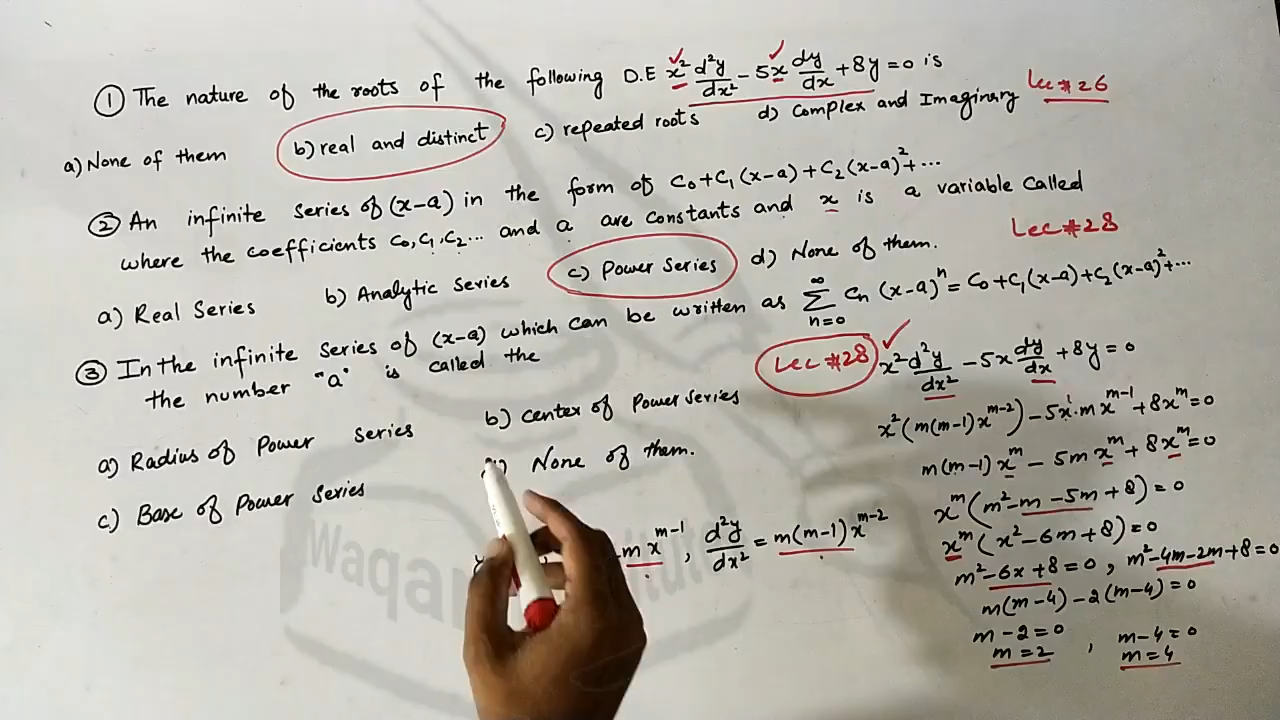 ① The nature of the roots of the following D.E x² d²y/dx² - 5x dy/dx + 8y = 0 is
Lec # 26
a) None of them b) real and distinct c) repeated roots d) Complex and Imaginary
② An infinite series of (x-a) in the form of C₀+C₁(x-a)+C₂(x-a)²+...
where the coefficients C₀, C₁, C₂... and a are constants and x is a variable called
Lec # 28
a) Real Series b) Analytic Series c) Power Series d) None of them.
③ In the infinite series of (x-a) which can be written as ∑_{n=0}^{∞} Cₙ (x-a)ⁿ = C₀+C₁(x-a)+C₂(x-a)²+...
the number "a" is called the
Lec # 28
a) Radius of Power Series b) Center of Power Series
c) Base of Power Series None of them.
x² d²y/dx² - 5x dy/dx + 8y = 0
x²(m(m-1)x^{m-2}) - 5x¹.mx^{m-1} + 8x^m = 0
m(m-1)x^m - 5mx^m + 8x^m = 0
x^m(m²-m-5m+8) = 0
x^m(x²-6m+8) = 0
m²-6x+8 = 0, m²-4m-2m+8 = 0
m(m-4)-2(m-4) = 0
m-2 = 0, m-4 = 0
m = 2 m = 4
mx^{m-1}, d²y/dx² = m(m-1)x^{m-2}
Waqar